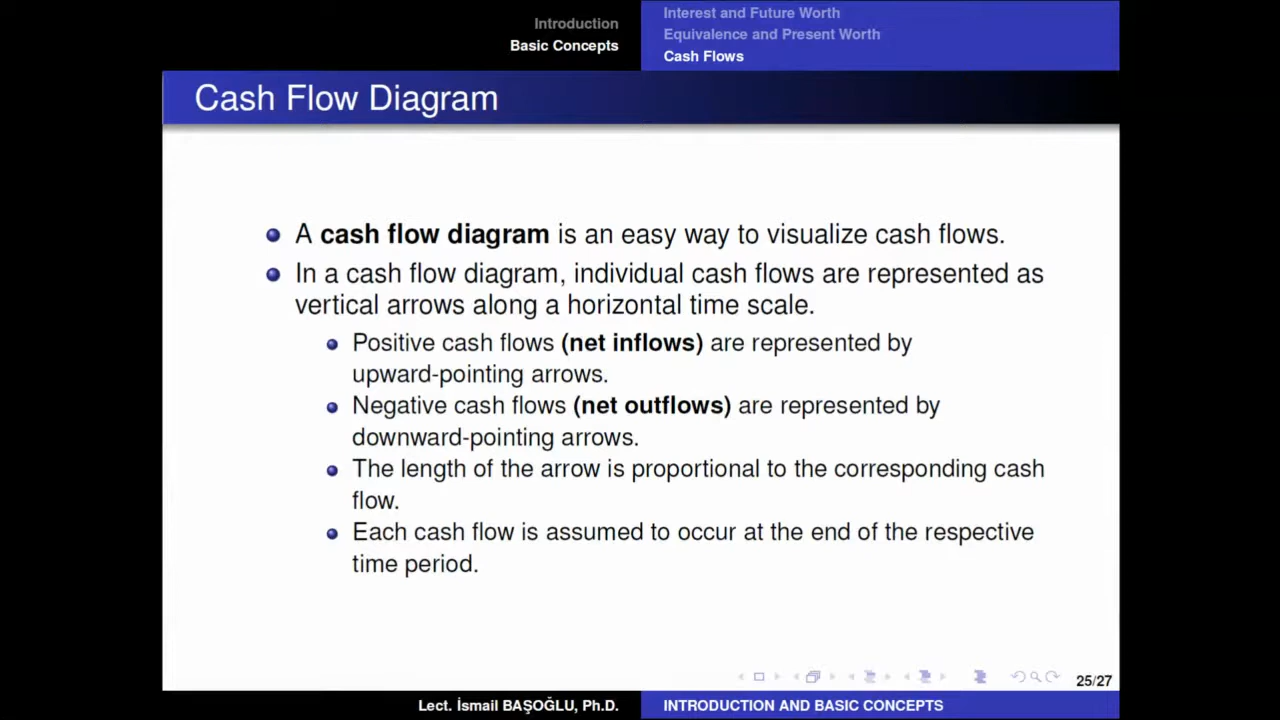 Introduction
Basic Concepts
Interest and Future Worth
Equivalence and Present Worth
Cash Flows
Cash Flow Diagram
A cash flow diagram is an easy way to visualize cash flows.
In a cash flow diagram, individual cash flows are represented as
vertical arrows along a horizontal time scale.
Positive cash flows (net inflows) are represented by
upward-pointing arrows.
Negative cash flows (net outflows) are represented by
downward-pointing arrows.
The length of the arrow is proportional to the corresponding cash
flow.
Each cash flow is assumed to occur at the end of the respective
time period.
25/27
Lect. İsmail BAŞOĞLU, Ph.D.
INTRODUCTION AND BASIC CONCEPTS